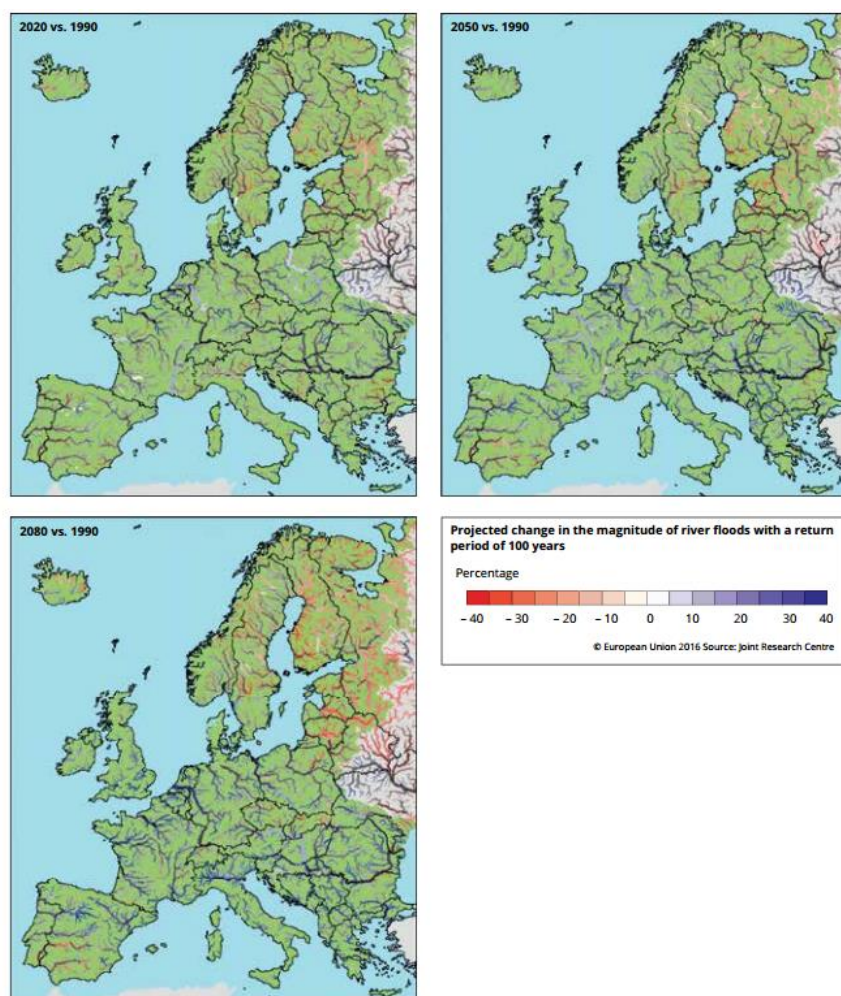 2020 vs. 1990
2050 vs. 1990
2080 vs. 1990
Projected change in the magnitude of river floods with a return
period of 100 years
Percentage
– 40 – 30 – 20 – 10 0 10 20 30 40
© European Union 2016 Source: Joint Research Centre